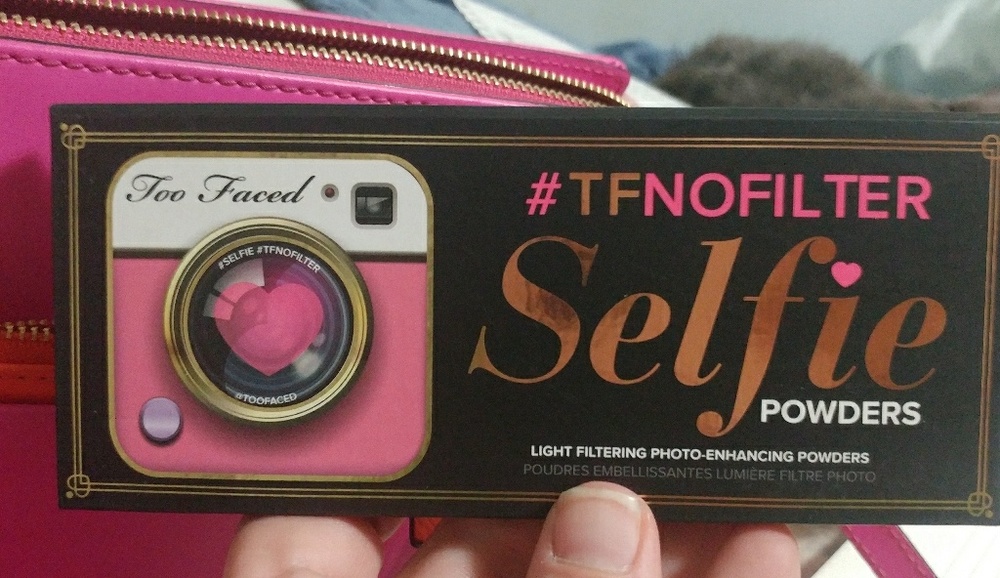 Too Faced
#SELFIE #TFNOFILTER
@TOOFACED
#TFNOFILTER
Selfie
POWDERS
LIGHT FILTERING PHOTO-ENHANCING POWDERS
POUDRES EMBELLISSANTES LUMIÈRE FILTRE PHOTO